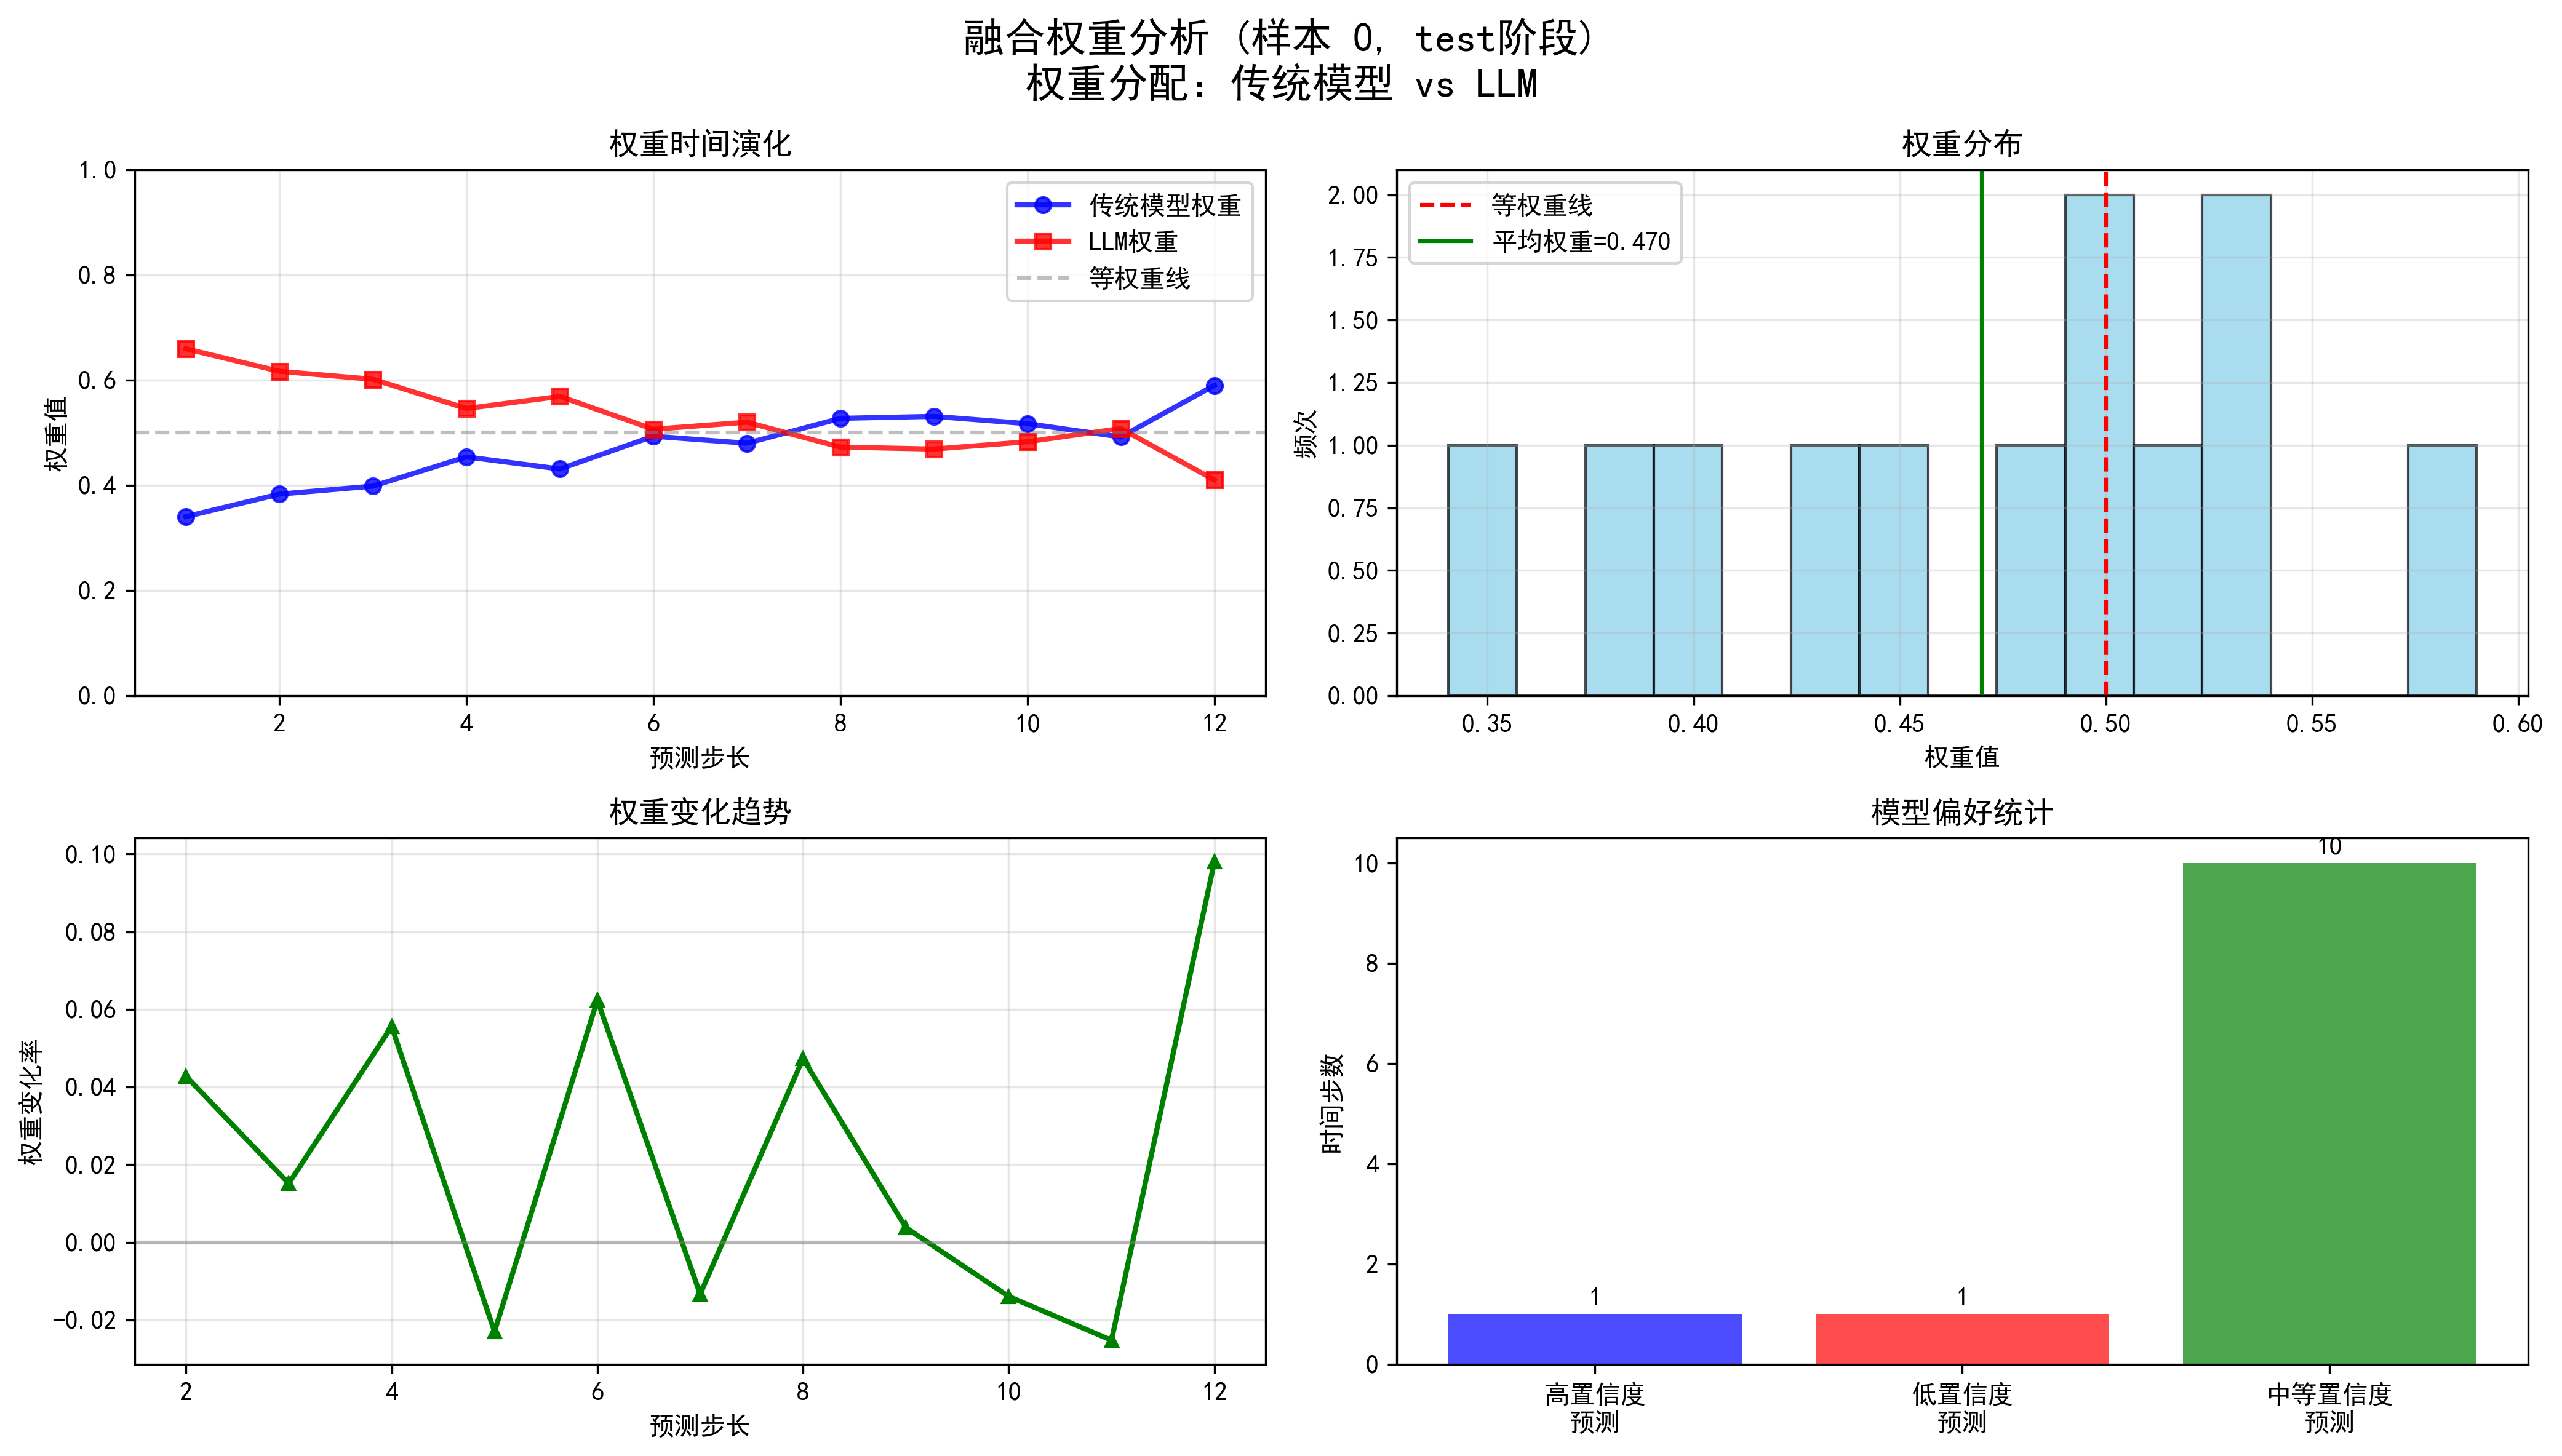 融合权重分析 (样本 0, test阶段)
权重分配: 传统模型 vs LLM
权重时间演化
1.0
0.8
0.6
0.4
0.2
0.0
权重值
传统模型权重
LLM权重
等权重线
2
4
6
8
10
12
预测步长
权重分布
2.00
1.75
1.50
1.25
1.00
0.75
0.50
0.25
0.00
频次
等权重线
平均权重=0.470
0.35
0.40
0.45
0.50
0.55
0.60
权重值
权重变化趋势
0.10
0.08
0.06
0.04
0.02
0.00
−0.02
权重变化率
2
4
6
8
10
12
预测步长
模型偏好统计
10
8
6
4
2
0
时间步数
1
1
10
高置信度
预测
低置信度
预测
中等置信度
预测